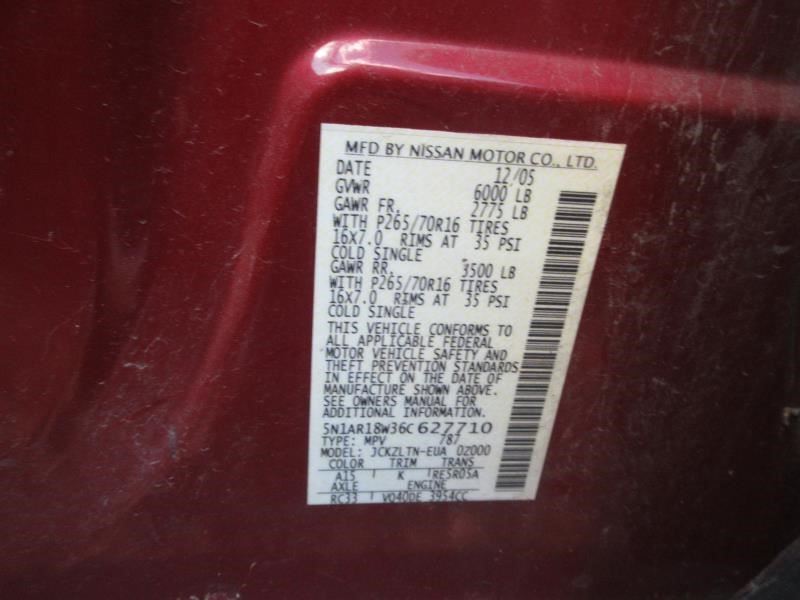 MFD BY NISSAN MOTOR CO., LTD.
DATE 12/05
GVWR 6000 LB
GAWR FR. 2775 LB
WITH P265/70R16 TIRES
16X7.0 RIMS AT 35 PSI
COLD SINGLE
GAWR RR. 3500 LB
WITH P265/70R16 TIRES
16X7.0 RIMS AT 35 PSI
COLD SINGLE
THIS VEHICLE CONFORMS TO
ALL APPLICABLE FEDERAL
MOTOR VEHICLE SAFETY AND
THEFT PREVENTION STANDARDS
IN EFFECT ON THE DATE OF
MANUFACTURE SHOWN ABOVE.
SEE OWNERS MANUAL FOR
ADDITIONAL INFORMATION.
5N1AR18W36C627710
TYPE: MPV 787
MODEL: JCKZLTN-EUA 0Z000
COLOR TRIM TRANS
A15 K RE5R05A
AXLE ENGINE
RC33 VQ40DE 3954CC